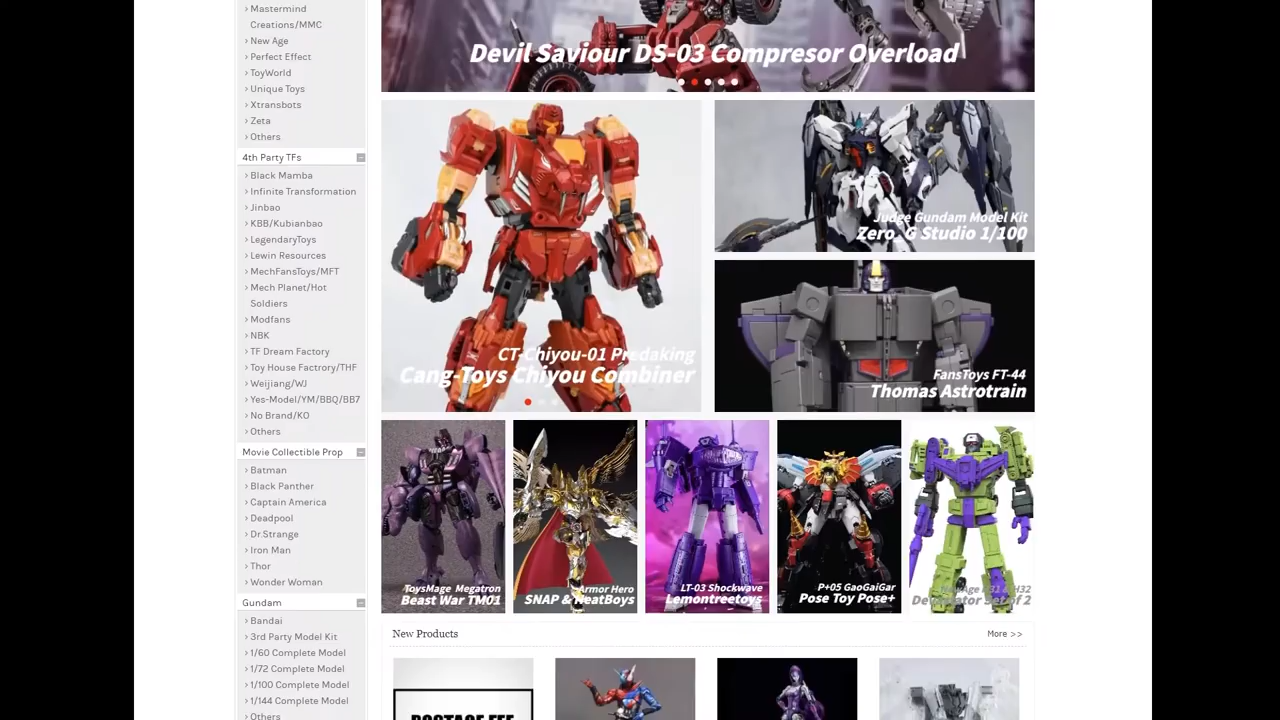 Mastermind
Creations/MMC
New Age
Perfect Effect
ToyWorld
Unique Toys
Xtransbots
Zeta
Others
4th Party TFs
Black Mamba
Infinite Transformation
Jinbao
KBB/Kubianbao
LegendaryToys
Lewin Resources
MechFansToys/MFT
Mech Planet/Hot
Soldiers
Modfans
NBK
TF Dream Factory
Toy House Factrory/THF
Weijiang/WJ
Yes-Model/YM/BBQ/BB7
No Brand/KO
Others
Movie Collectible Prop
Batman
Black Panther
Captain America
Deadpool
Dr.Strange
Iron Man
Thor
Wonder Woman
Gundam
Bandai
3rd Party Model Kit
1/60 Complete Model
1/72 Complete Model
1/100 Complete Model
1/144 Complete Model
Others
Devil Saviour DS-03 Compresor Overload
CT-Chiyou-01 Predaking
Cang-Toys Chiyou Combiner
Judge Gundam Model Kit
Zero. G Studio 1/100
FansToys FT-44
Thomas Astrotrain
ToysMage Megatron
Beast War TM01
Armor Hero
SNAP & HeatBoys
LT-03 Shockwave
Lemontreetoys
P+05 GaoGaiGar
Pose Toy Pose+
Set of 2
New Products
More >>